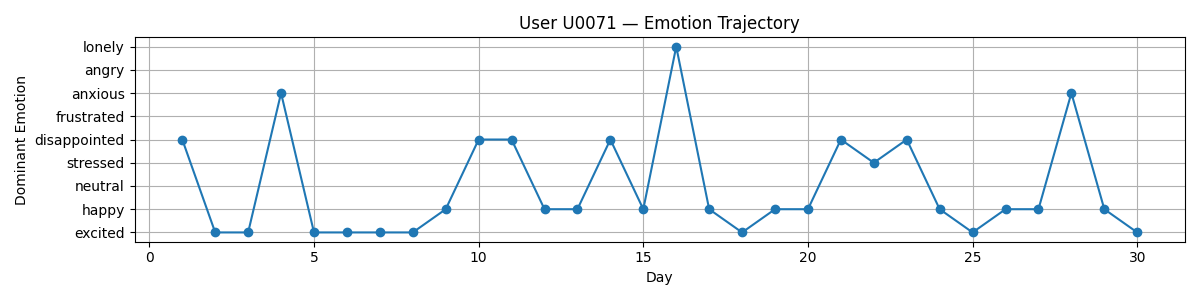 User U0071 — Emotion Trajectory
Dominant Emotion
lonely
angry
anxious
frustrated
disappointed
stressed
neutral
happy
excited
0 5 10 15 20 25 30
Day